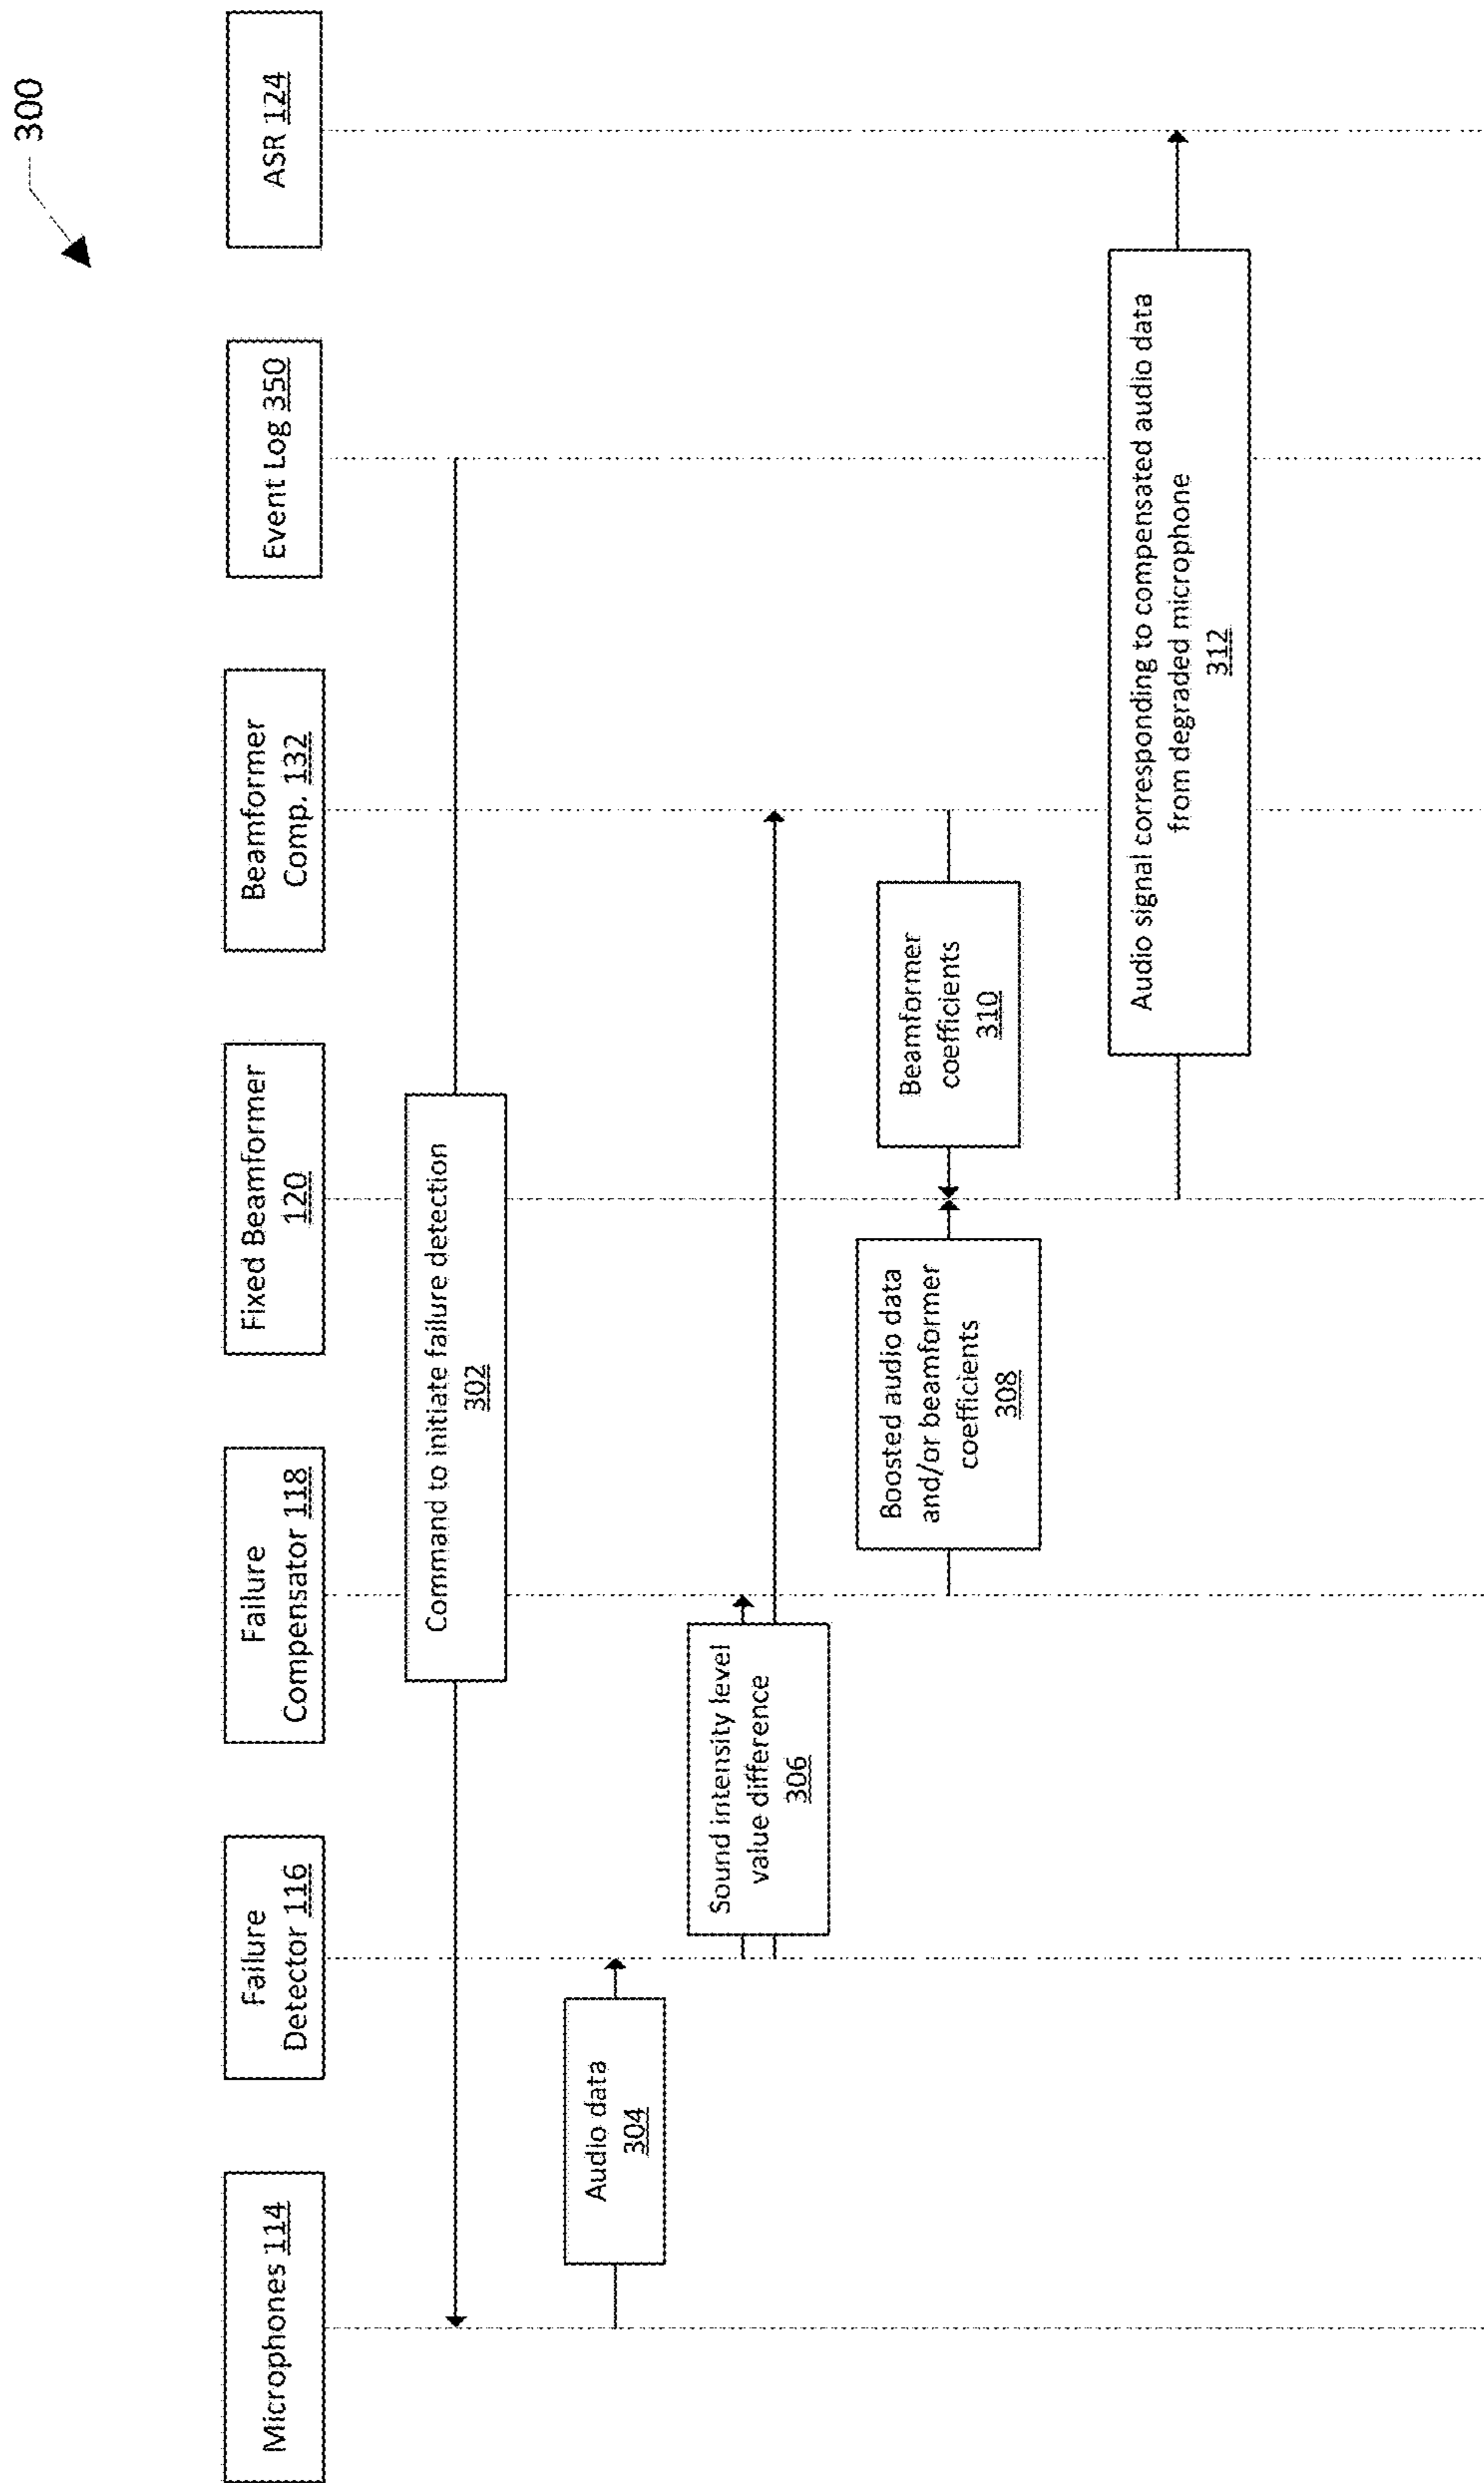 300
Microphones 114
Failure
Detector 116
Failure
Compensator 118
Fixed Beamformer
120
Beamformer
Comp. 132
Event Log 350
ASR 124
Command to initiate failure detection
302
Audio data
304
Sound intensity level
value difference
306
Boosted audio data
and/or beamformer
coefficients
308
Beamformer
coefficients
310
Audio signal corresponding to compensated audio data
from degraded microphone
312